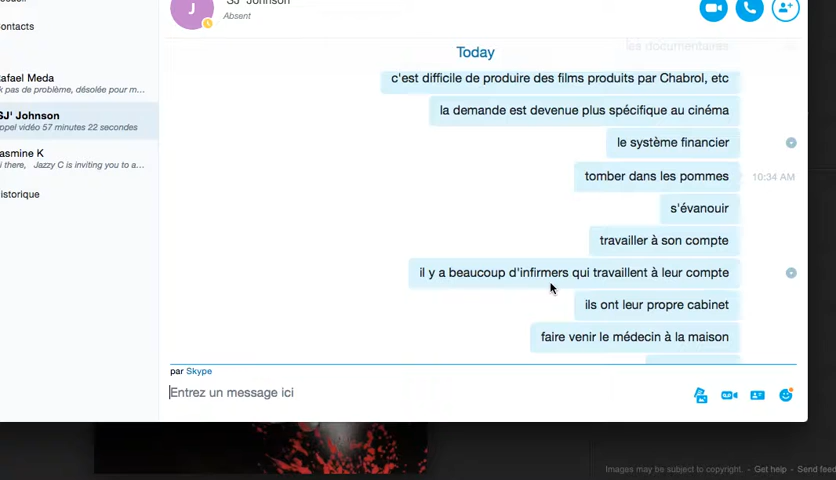 SJ' Johnson
Absent
ontacts
les documentaires
Today
c'est difficile de produire des films produits par Chabrol, etc
la demande est devenue plus spécifique au cinéma
le système financier
tomber dans les pommes
10:34 AM
s'évanouir
travailler à son compte
il y a beaucoup d'infirmers qui travaillent à leur compte
ils ont leur propre cabinet
faire venir le médecin à la maison
afael Meda
k pas de problème, désolée pour m...
SJ' Johnson
ppel vidéo 57 minutes 22 secondes
asmine K
i there, Jazzy C is inviting you to a...
istorique
par Skype
Entrez un message ici
Images may be subject to copyright. - Get help - Send feed